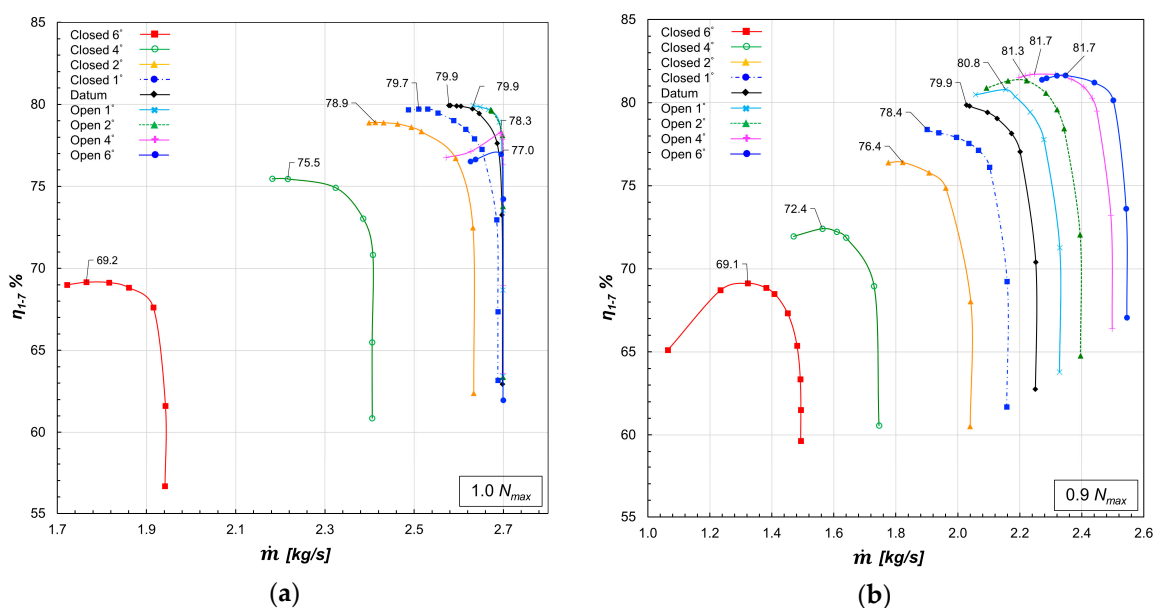 85
80
75
70
65
60
55
η1-7 %
Closed 6°
Closed 4°
Closed 2°
Closed 1°
Datum
Open 1°
Open 2°
Open 4°
Open 6°
79.7
79.9
79.9
78.9
78.3
77.0
75.5
69.2
1.0 Nmax
1.7 1.9 2.1 2.3 2.5 2.7
ṁ [kg/s]
(a)
85
80
75
70
65
60
55
η1-7 %
Closed 6°
Closed 4°
Closed 2°
Closed 1°
Datum
Open 1°
Open 2°
Open 4°
Open 6°
81.3 81.7 81.7
80.8
79.9
78.4
76.4
72.4
69.1
0.9 Nmax
1.0 1.2 1.4 1.6 1.8 2.0 2.2 2.4 2.6
ṁ [kg/s]
(b)